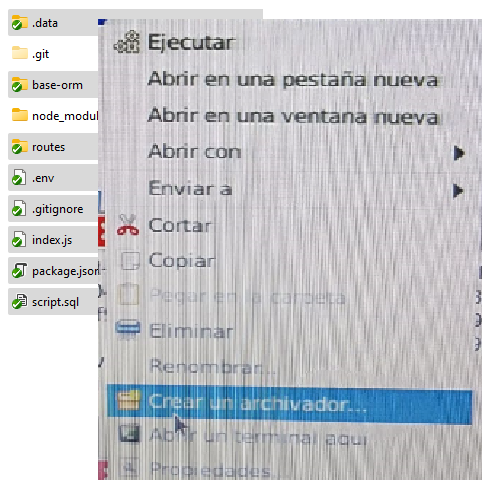 .data
.git
base-orm
node_modul
routes
.env
.gitignore
index.js
package.json
script.sql
Ejecutar
Abrir en una pestaña nueva
Abrir en una ventana nueva
Abrir con
Enviar a
Cortar
Copiar
Pegar en la carpeta
Eliminar
Renombrar...
Crear un archivador...
Abrir un terminal aquí
Propiedades...